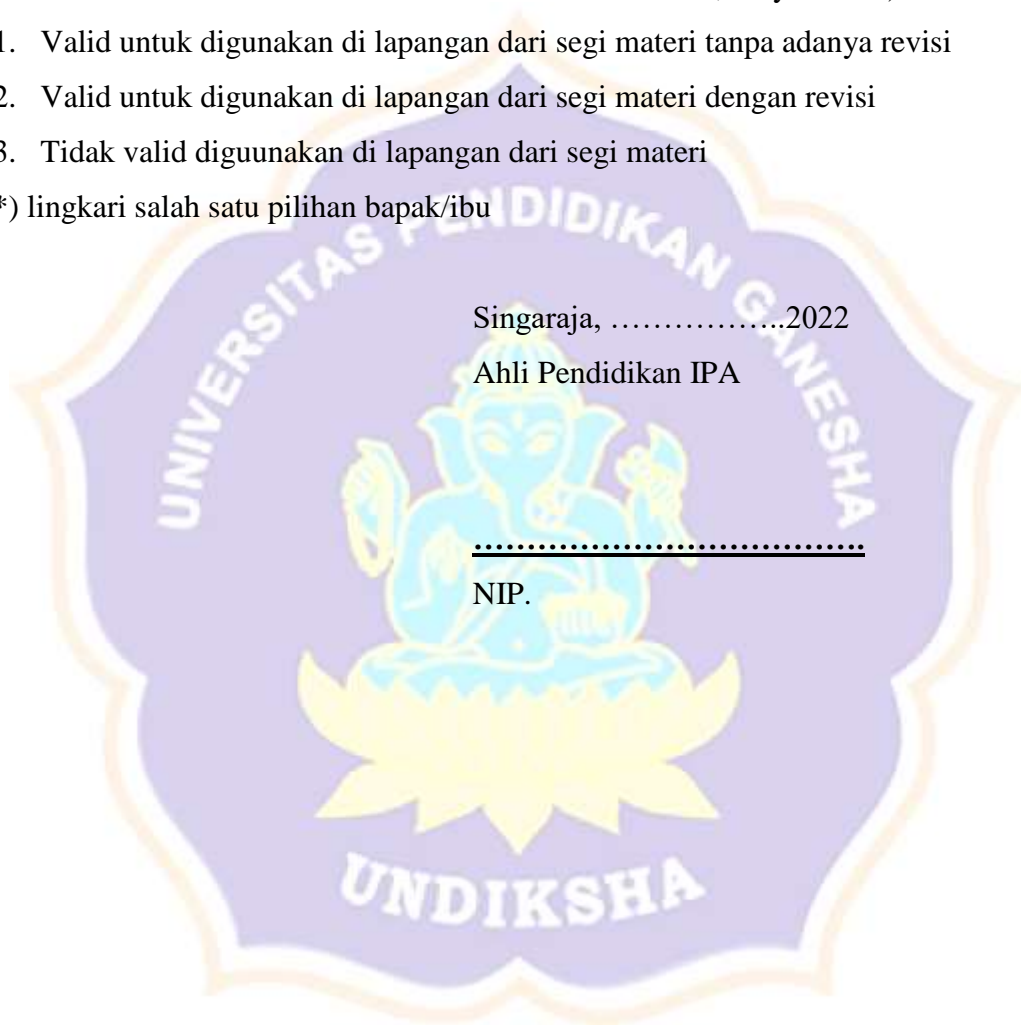 1. Valid untuk digunakan di lapangan dari segi materi tanpa adanya revisi
2. Valid untuk digunakan di lapangan dari segi materi dengan revisi
3. Tidak valid diguunakan di lapangan dari segi materi
*) lingkari salah satu pilihan bapak/ibu
UNIVERSITAS PENDIDIKAN GANESHA
Singaraja, ……………..2022
Ahli Pendidikan IPA
……………………………….
NIP.
UNDIKSHA